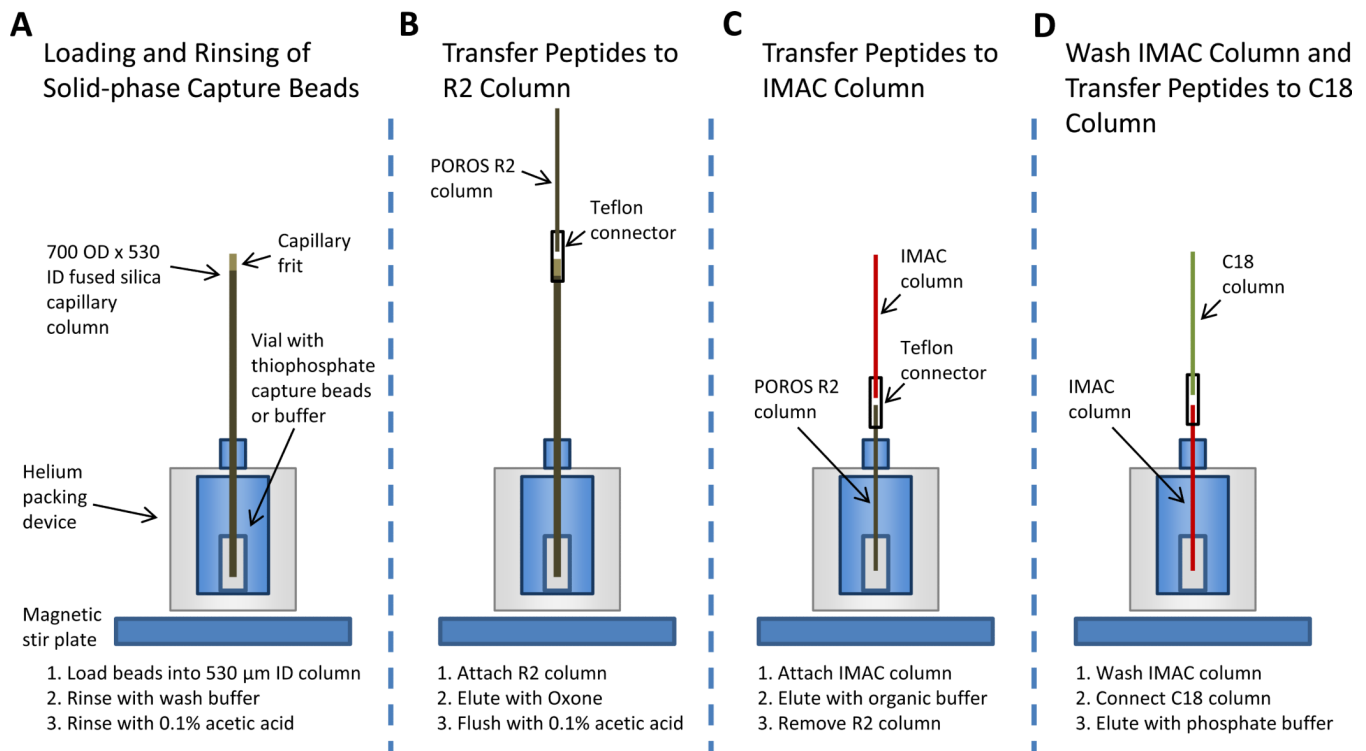 A
Loading and Rinsing of
Solid-phase Capture Beads
700 OD x 530
ID fused silica
capillary
column
Capillary
frit
Vial with
thiophosphate
capture beads
or buffer
Helium
packing
device
Magnetic
stir plate
1. Load beads into 530 µm ID column
2. Rinse with wash buffer
3. Rinse with 0.1% acetic acid
B
Transfer Peptides to
R2 Column
POROS R2
column
Teflon
connector
1. Attach R2 column
2. Elute with Oxone
3. Flush with 0.1% acetic acid
C
Transfer Peptides to
IMAC Column
IMAC
column
Teflon
connector
POROS R2
column
1. Attach IMAC column
2. Elute with organic buffer
3. Remove R2 column
D
Wash IMAC Column and
Transfer Peptides to C18
Column
C18
column
IMAC
column
1. Wash IMAC column
2. Connect C18 column
3. Elute with phosphate buffer